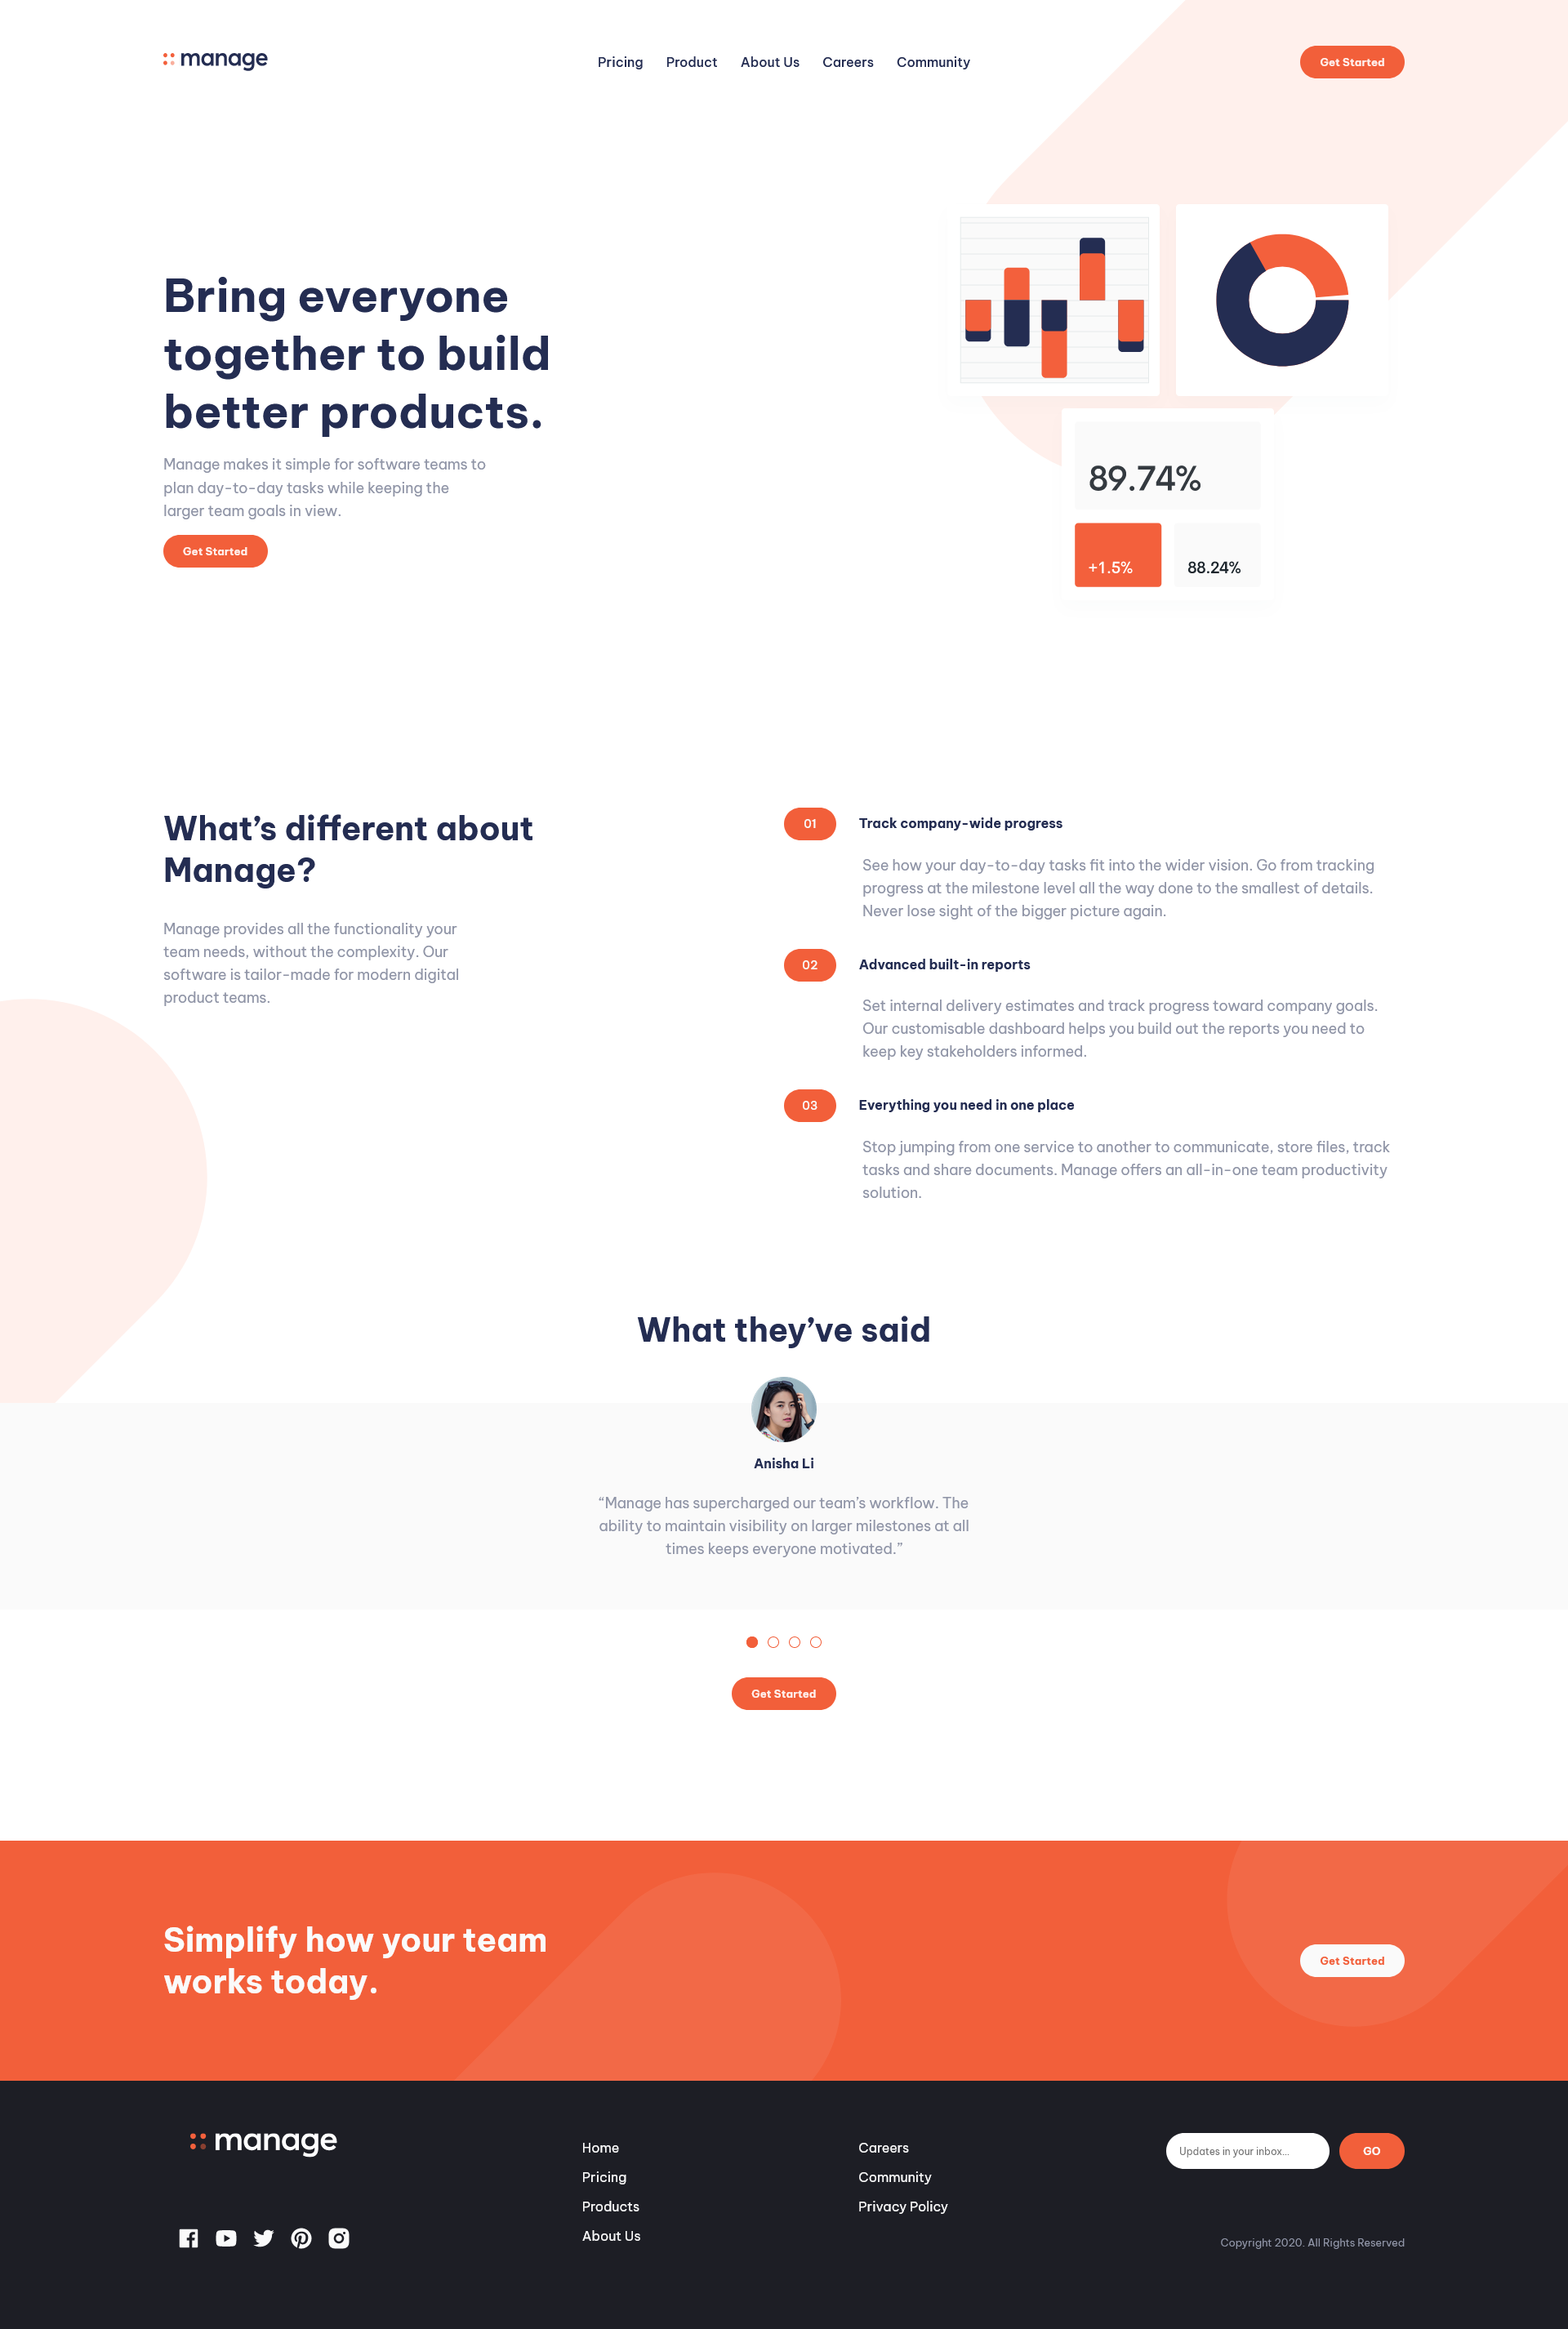 manage
Pricing
Product
About Us
Careers
Community
Get Started
Bring everyone
together to build
better products.
Manage makes it simple for software teams to
plan day-to-day tasks while keeping the
larger team goals in view.
Get Started
89.74%
+1.5%
88.24%
What’s different about
Manage?
Manage provides all the functionality your
team needs, without the complexity. Our
software is tailor-made for modern digital
product teams.
01
Track company-wide progress
See how your day-to-day tasks fit into the wider vision. Go from tracking
progress at the milestone level all the way done to the smallest of details.
Never lose sight of the bigger picture again.
02
Advanced built-in reports
Set internal delivery estimates and track progress toward company goals.
Our customisable dashboard helps you build out the reports you need to
keep key stakeholders informed.
03
Everything you need in one place
Stop jumping from one service to another to communicate, store files, track
tasks and share documents. Manage offers an all-in-one team productivity
solution.
What they’ve said
Anisha Li
“Manage has supercharged our team’s workflow. The
ability to maintain visibility on larger milestones at all
times keeps everyone motivated.”
Get Started
Simplify how your team
works today.
Get Started
manage
Home
Pricing
Products
About Us
Careers
Community
Privacy Policy
Updates in your inbox...
GO
Copyright 2020. All Rights Reserved